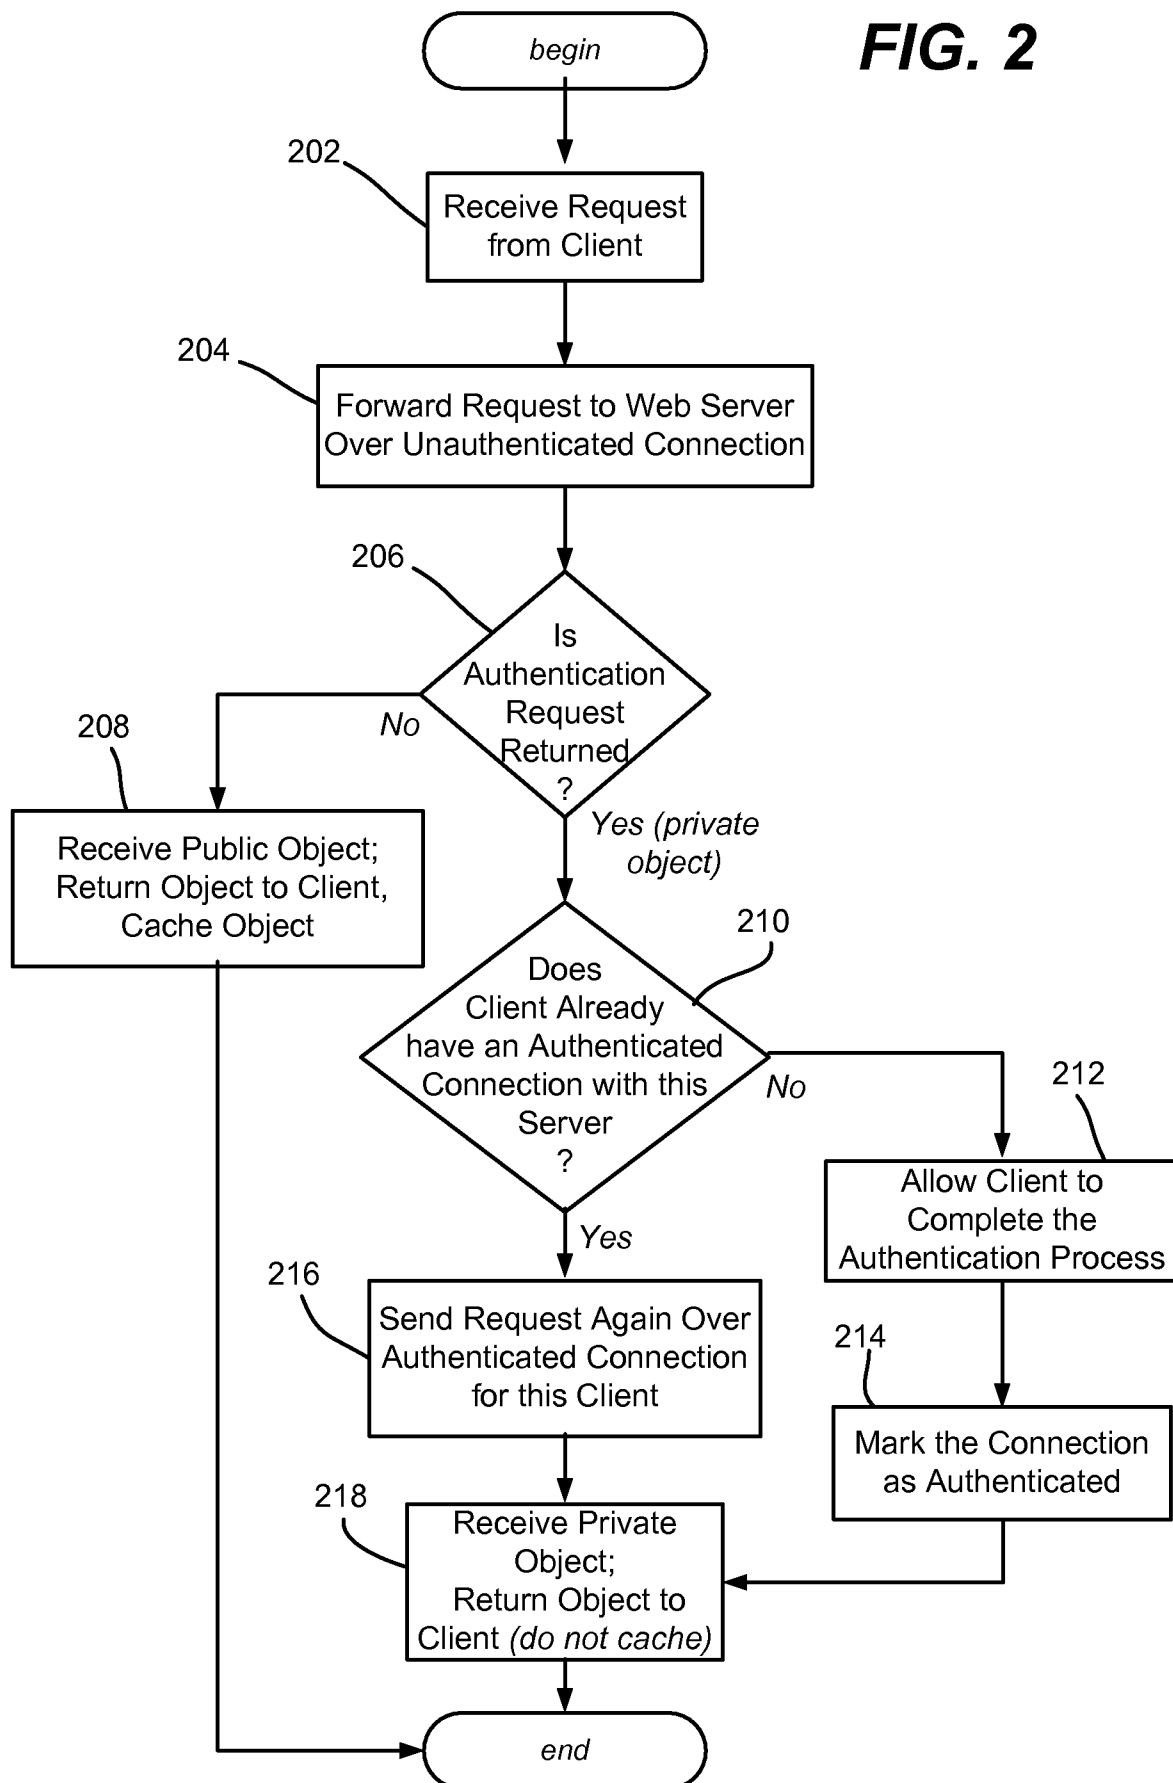 begin
FIG. 2
202
Receive Request
from Client
204
Forward Request to Web Server
Over Unauthenticated Connection
206
Is
Authentication
Request
Returned
?
No
208
Receive Public Object;
Return Object to Client,
Cache Object
Yes (private
object)
210
Does
Client Already
have an Authenticated
Connection with this
Server
?
No
212
Allow Client to
Complete the
Authentication Process
Yes
216
Send Request Again Over
Authenticated Connection
for this Client
214
Mark the Connection
as Authenticated
218
Receive Private
Object;
Return Object to
Client (do not cache)
end